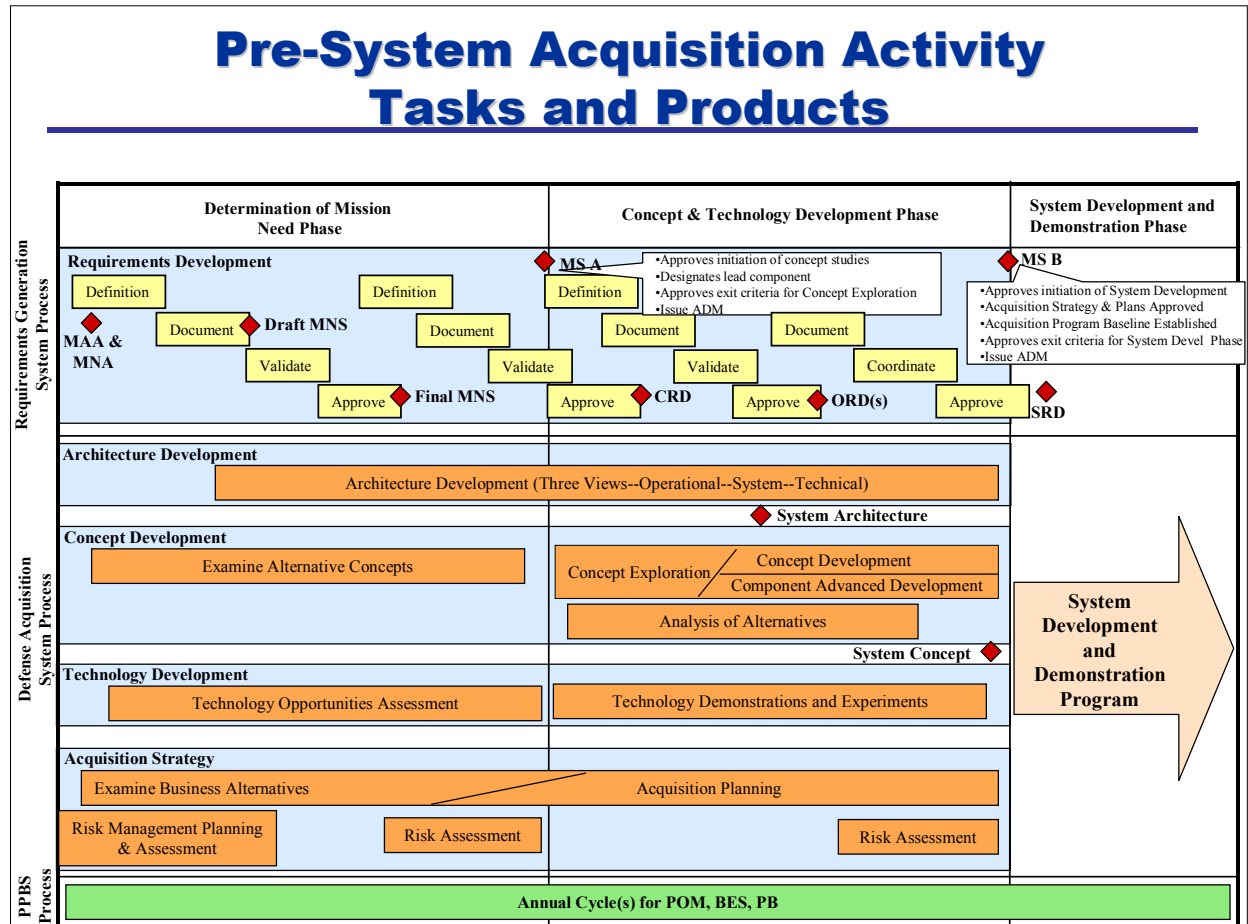 Pre-System Acquisition Activity
Tasks and Products
Determination of Mission
Need Phase
Concept & Technology Development Phase
System Development and
Demonstration Phase
Requirements Generation
System Process
Requirements Development
MS A
•Approves initiation of concept studies
•Designates lead component
•Approves exit criteria for Concept Exploration
•Issue ADM
MS B
•Approves initiation of System Development
•Acquisition Strategy & Plans Approved
•Acquisition Program Baseline Established
•Approves exit criteria for System Devel Phase
•Issue ADM
Definition
Definition
Definition
MAA &
MNA
Document
Draft MNS
Document
Document
Document
Validate
Validate
Validate
Coordinate
Approve
Final MNS
Approve
CRD
Approve
ORD(s)
Approve
SRD
Defense Acquisition
System Process
Architecture Development
Architecture Development (Three Views--Operational--System--Technical)
System Architecture
Concept Development
Examine Alternative Concepts
Concept Exploration
Concept Development
Component Advanced Development
Analysis of Alternatives
System Concept
Technology Development
Technology Opportunities Assessment
Technology Demonstrations and Experiments
Acquisition Strategy
Examine Business Alternatives
Acquisition Planning
Risk Management Planning
& Assessment
Risk Assessment
Risk Assessment
System
Development
and
Demonstration
Program
PPBS
Process
Annual Cycle(s) for POM, BES, PB